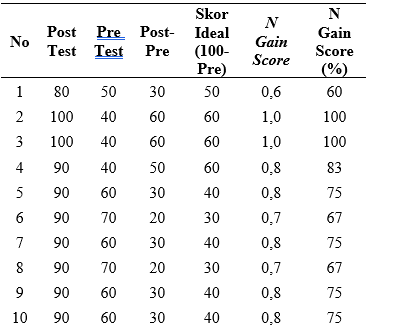 No Post Test Pre Test Post-Pre Skor Ideal (100-Pre) N Gain Score N Gain Score (%)
1 80 50 30 50 0,6 60
2 100 40 60 60 1,0 100
3 100 40 60 60 1,0 100
4 90 40 50 60 0,8 83
5 90 60 30 40 0,8 75
6 90 70 20 30 0,7 67
7 90 60 30 40 0,8 75
8 90 70 20 30 0,7 67
9 90 60 30 40 0,8 75
10 90 60 30 40 0,8 75